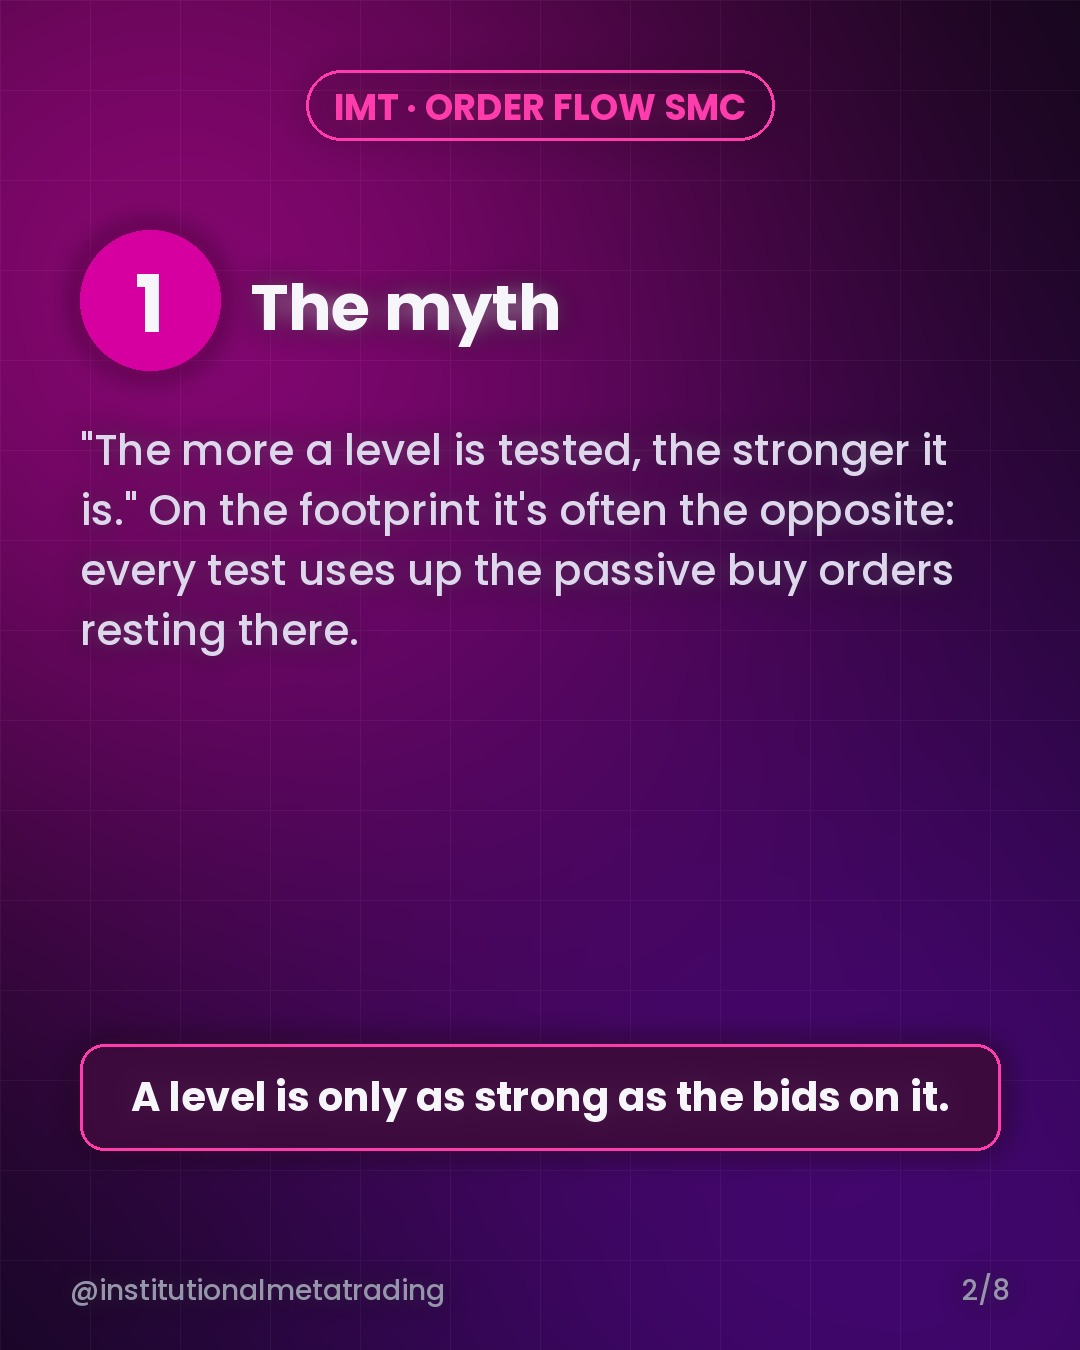 IMT · ORDER FLOW SMC
1
The myth
"The more a level is tested, the stronger it
is." On the footprint it's often the opposite:
every test uses up the passive buy orders
resting there.
A level is only as strong as the bids on it.
@institutionalmetatrading
2/8